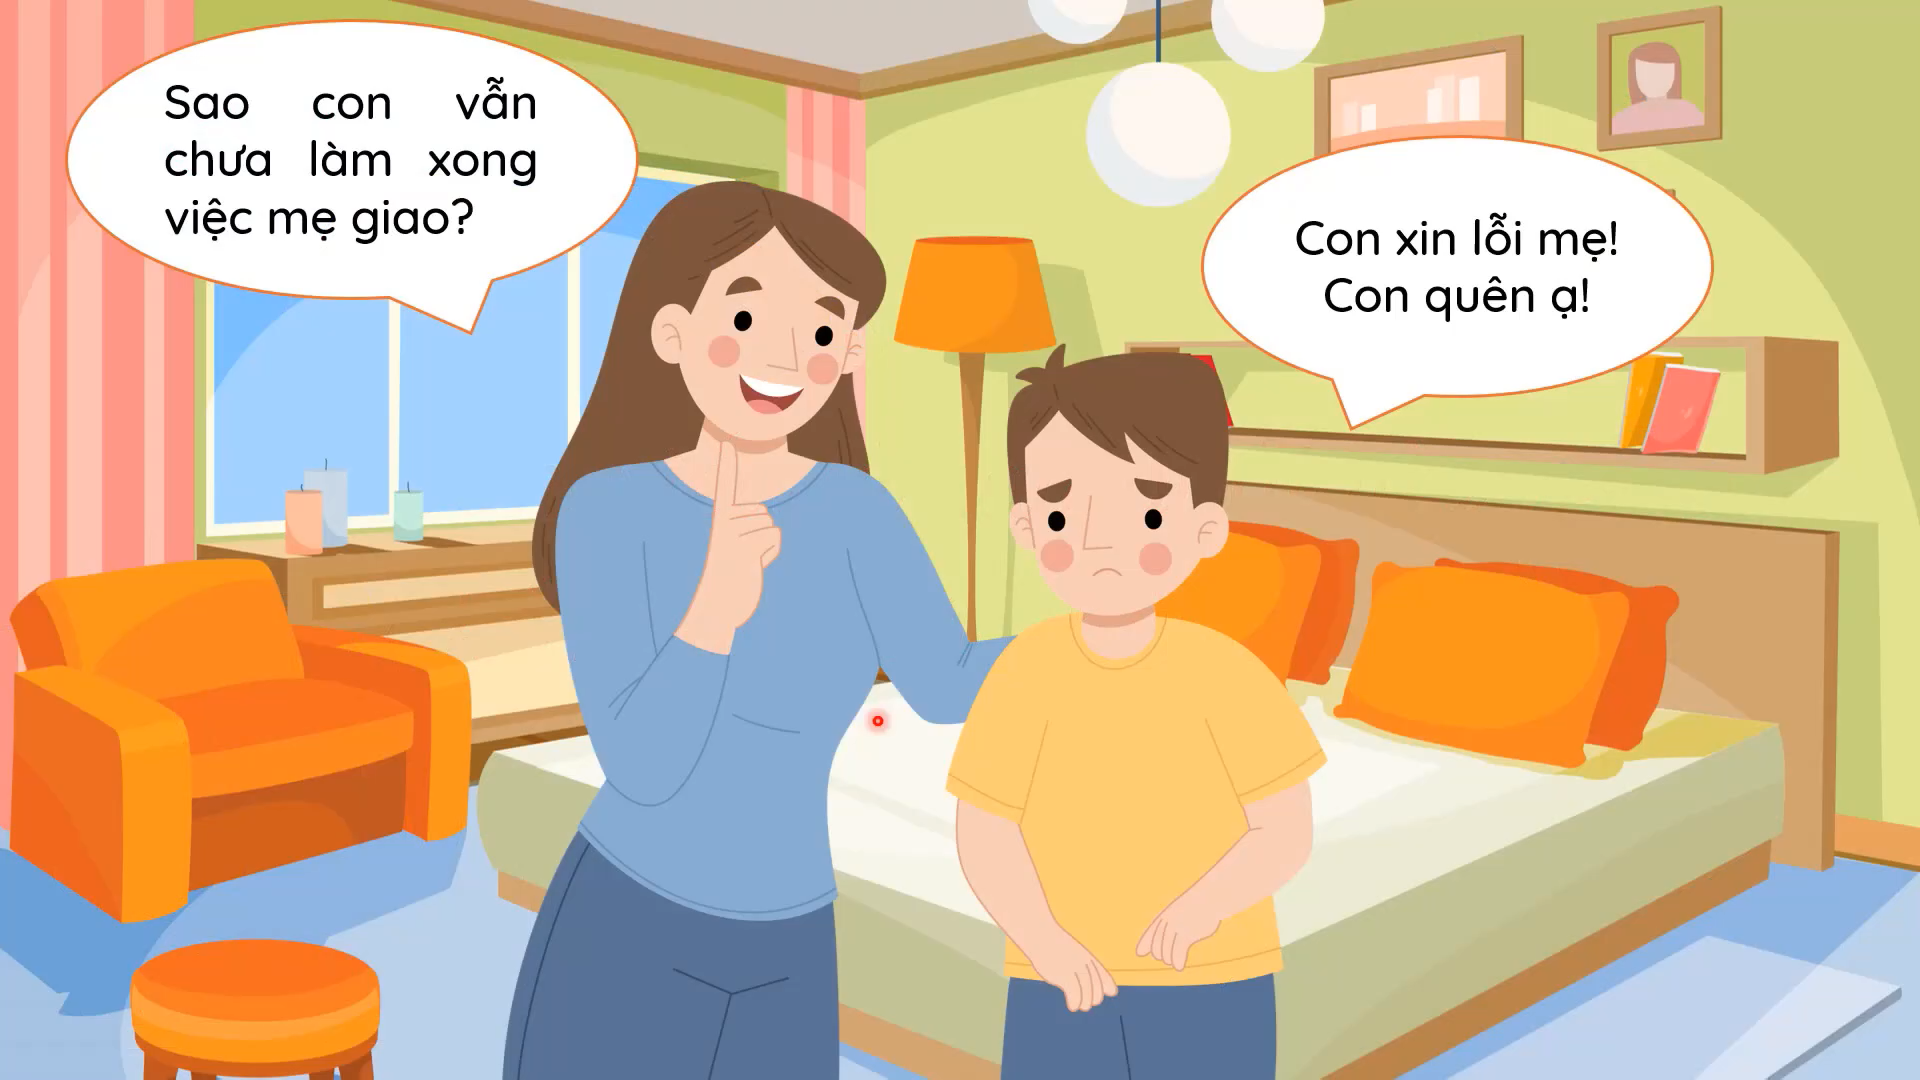 Sao con vẫn
chưa làm xong
việc mẹ giao?
Con xin lỗi mẹ!
Con quên ạ!